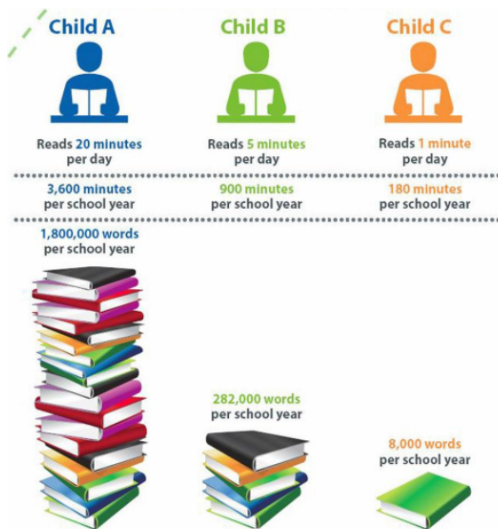 Child A
Child B
Child C
Reads 20 minutes
per day
Reads 5 minutes
per day
Reads 1 minute
per day
3,600 minutes
per school year
900 minutes
per school year
180 minutes
per school year
1,800,000 words
per school year
282,000 words
per school year
8,000 words
per school year